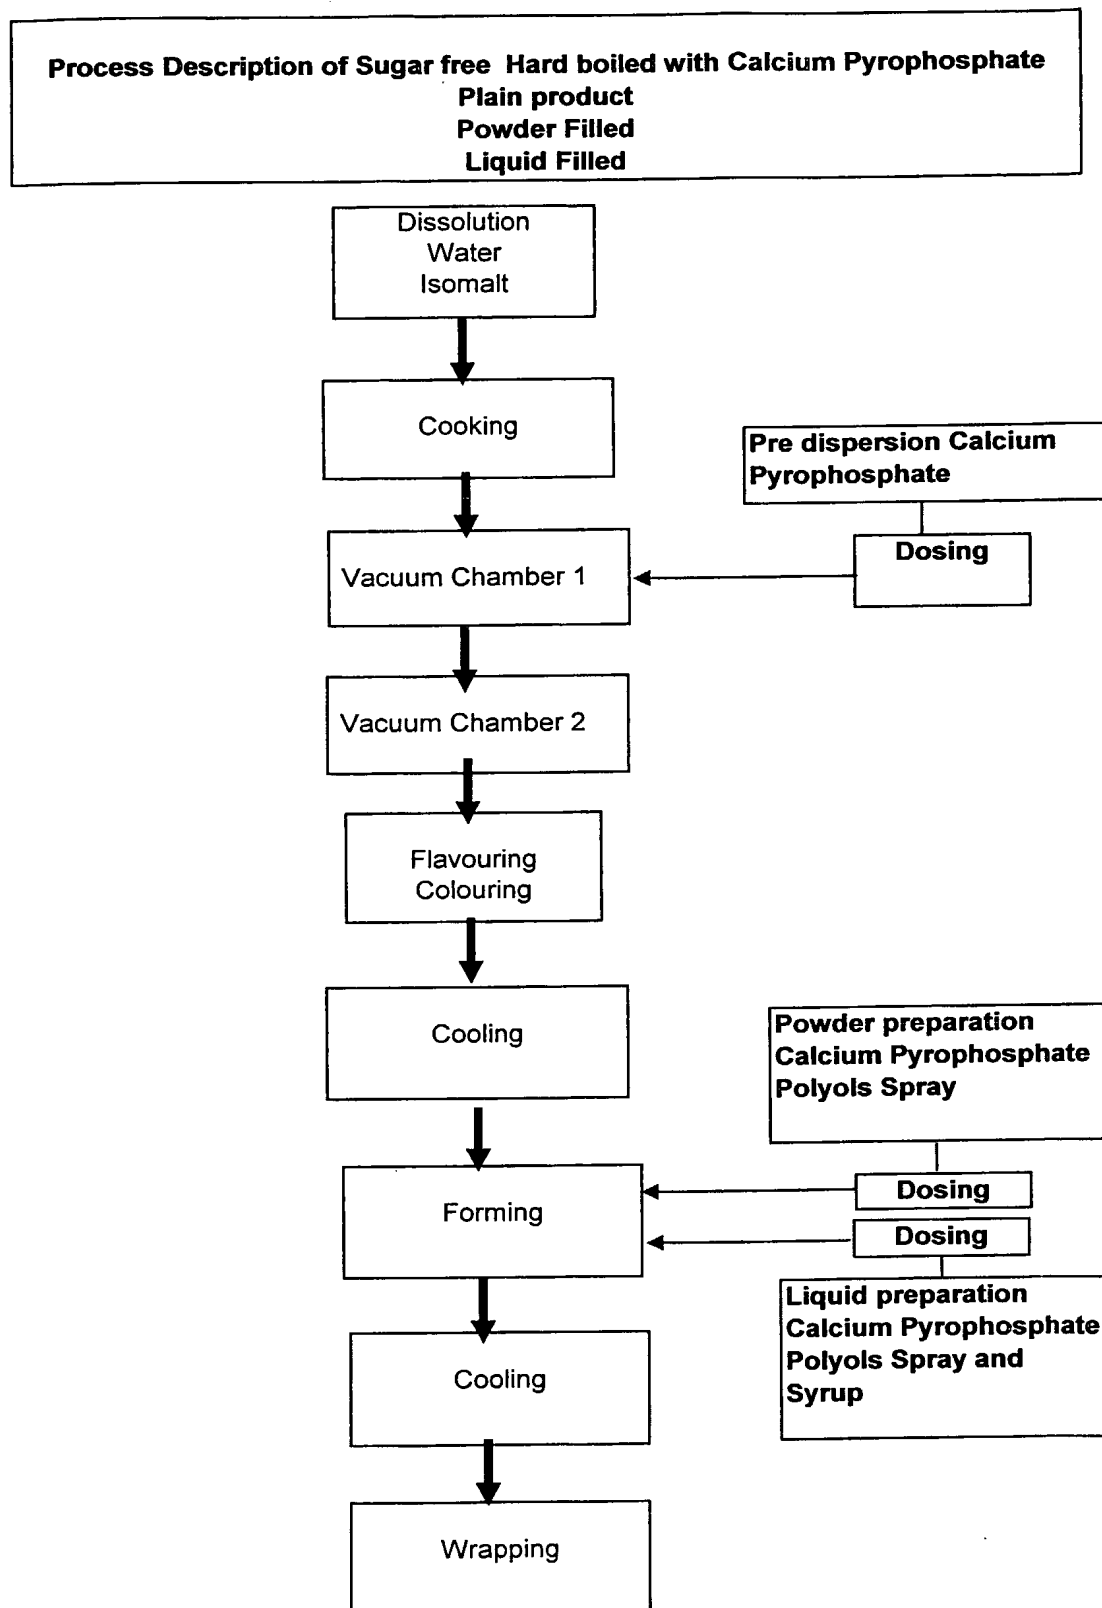 Process Description of Sugar free Hard boiled with Calcium Pyrophosphate
Plain product
Powder Filled
Liquid Filled
Dissolution
Water
Isomalt
Cooking
Pre dispersion Calcium
Pyrophosphate
Dosing
Vacuum Chamber 1
Vacuum Chamber 2
Flavouring
Colouring
Cooling
Powder preparation
Calcium Pyrophosphate
Polyols Spray
Dosing
Forming
Dosing
Liquid preparation
Calcium Pyrophosphate
Polyols Spray and
Syrup
Cooling
Wrapping